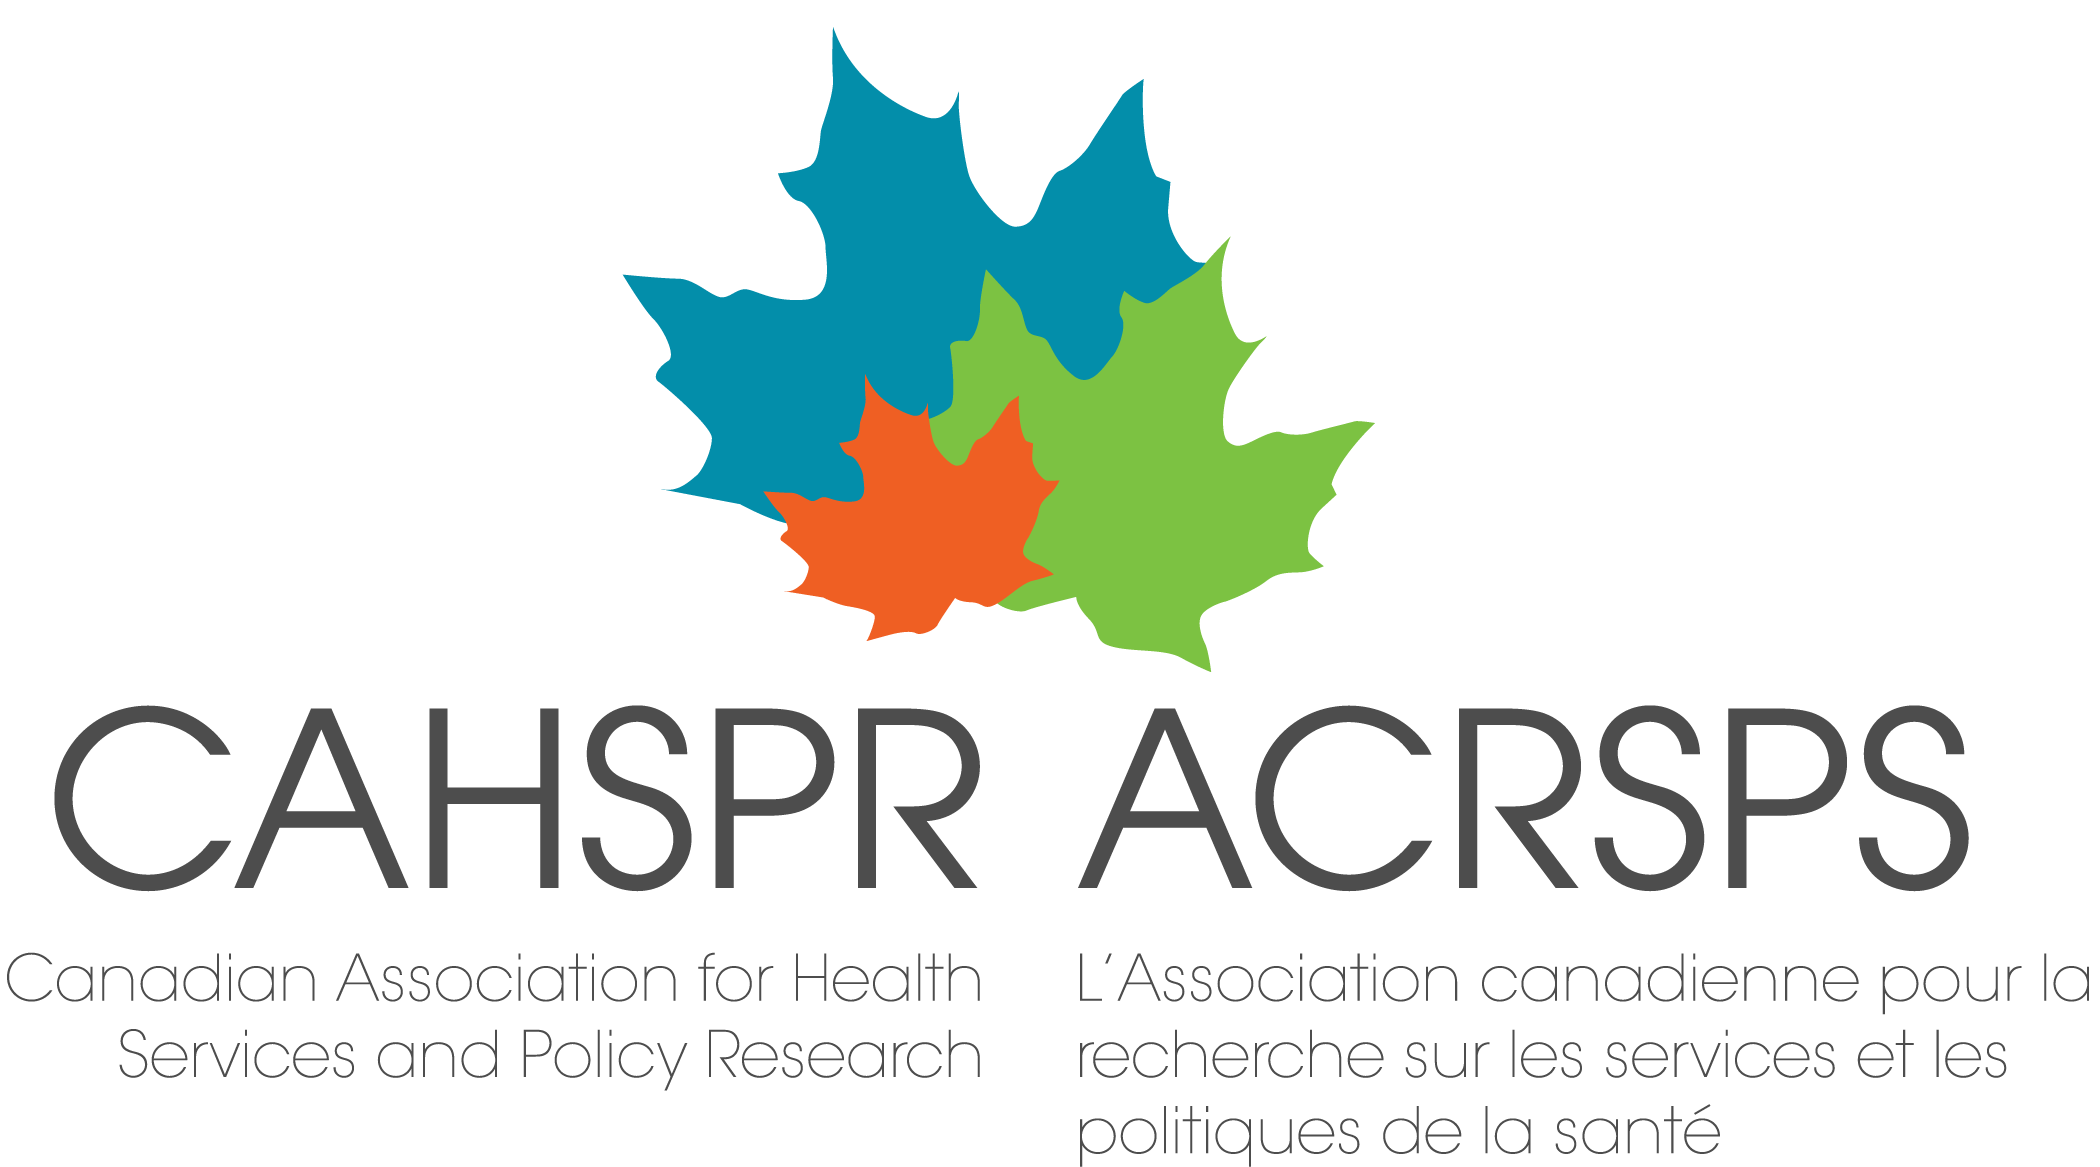 CAHSPR ACRSPS
Canadian Association for Health
Services and Policy Research
L'Association canadienne pour la
recherche sur les services et les
politiques de la santé